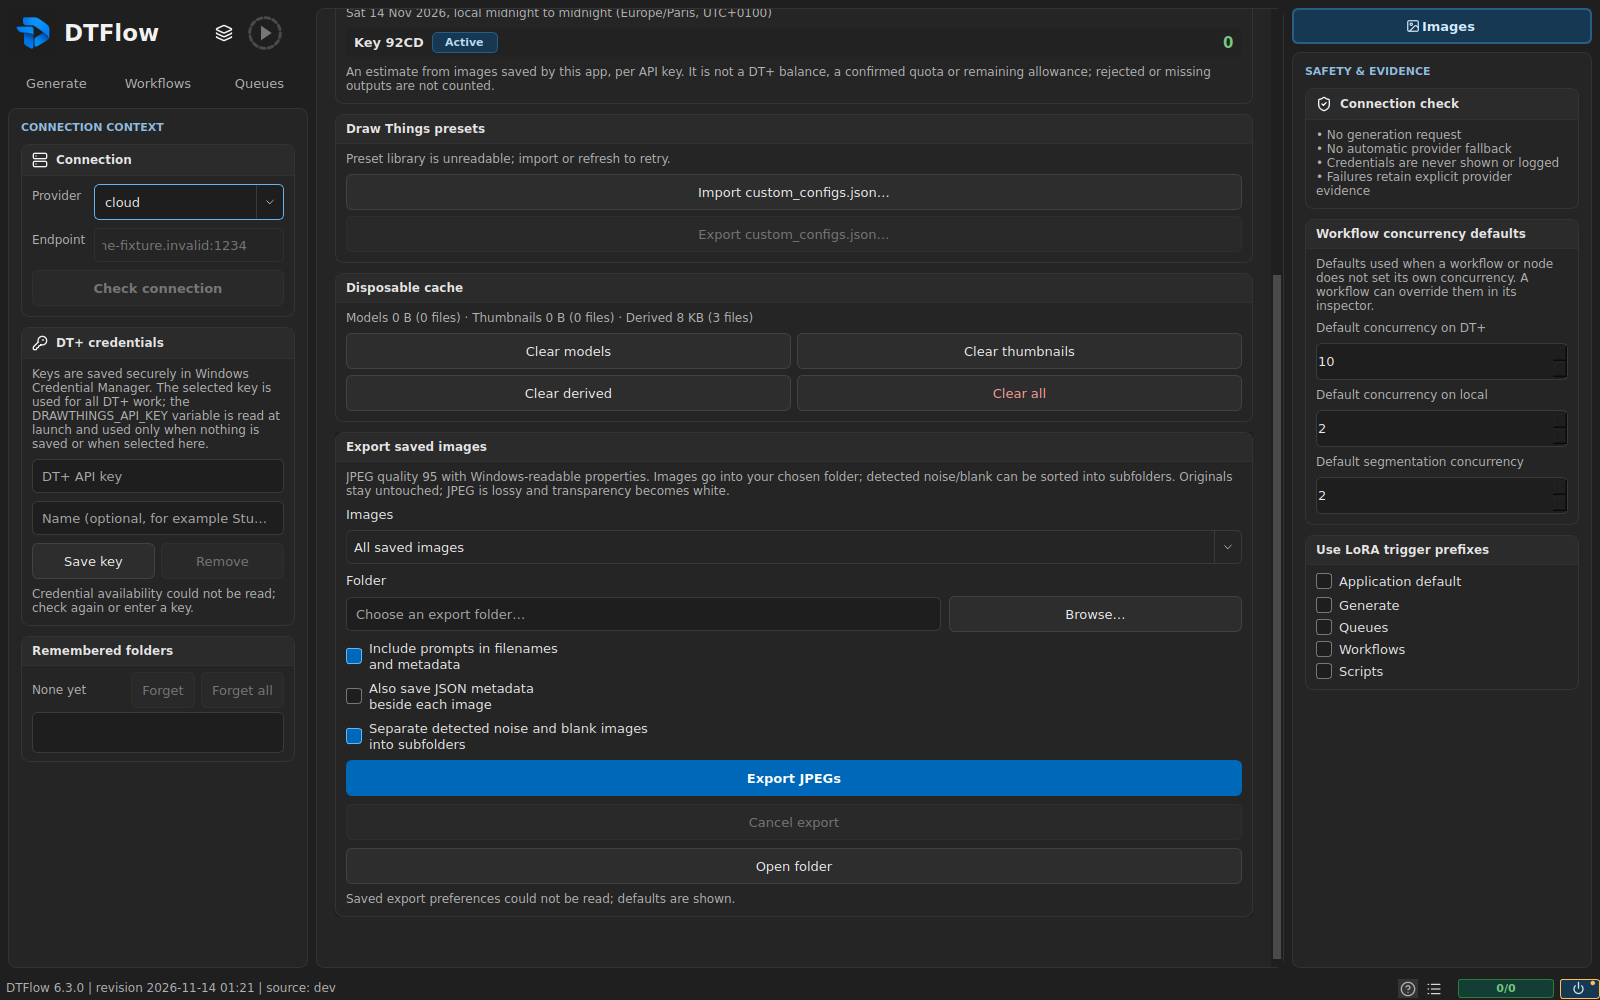 DTFlow
Generate
Workflows
Queues
CONNECTION CONTEXT
Connection
Provider
cloud
Endpoint
ne-fixture.invalid:1234
Check connection
DT+ credentials
Keys are saved securely in Windows
Credential Manager. The selected key is
used for all DT+ work; the
DRAWTHINGS_API_KEY variable is read at
launch and used only when nothing is
saved or when selected here.
DT+ API key
Name (optional, for example Stu...
Save key
Remove
Credential availability could not be read;
check again or enter a key.
Remembered folders
None yet
Forget
Forget all
Sat 14 Nov 2026, local midnight to midnight (Europe/Paris, UTC+0100)
Key 92CD
Active
0
An estimate from images saved by this app, per API key. It is not a DT+ balance, a confirmed quota or remaining allowance; rejected or missing
outputs are not counted.
Draw Things presets
Preset library is unreadable; import or refresh to retry.
Import custom_configs.json...
Export custom_configs.json...
Disposable cache
Models 0 B (0 files) · Thumbnails 0 B (0 files) · Derived 8 KB (3 files)
Clear models
Clear thumbnails
Clear derived
Clear all
Export saved images
JPEG quality 95 with Windows-readable properties. Images go into your chosen folder; detected noise/blank can be sorted into subfolders. Originals
stay untouched; JPEG is lossy and transparency becomes white.
Images
All saved images
Folder
Choose an export folder...
Browse...
Include prompts in filenames
and metadata
Also save JSON metadata
beside each image
Separate detected noise and blank images
into subfolders
Export JPEGs
Cancel export
Open folder
Saved export preferences could not be read; defaults are shown.
Images
SAFETY & EVIDENCE
Connection check
• No generation request
• No automatic provider fallback
• Credentials are never shown or logged
• Failures retain explicit provider
evidence
Workflow concurrency defaults
Defaults used when a workflow or node
does not set its own concurrency. A
workflow can override them in its
inspector.
Default concurrency on DT+
10
Default concurrency on local
2
Default segmentation concurrency
2
Use LoRA trigger prefixes
Application default
Generate
Queues
Workflows
Scripts
DTFlow 6.3.0 | revision 2026-11-14 01:21 | source: dev
0/0